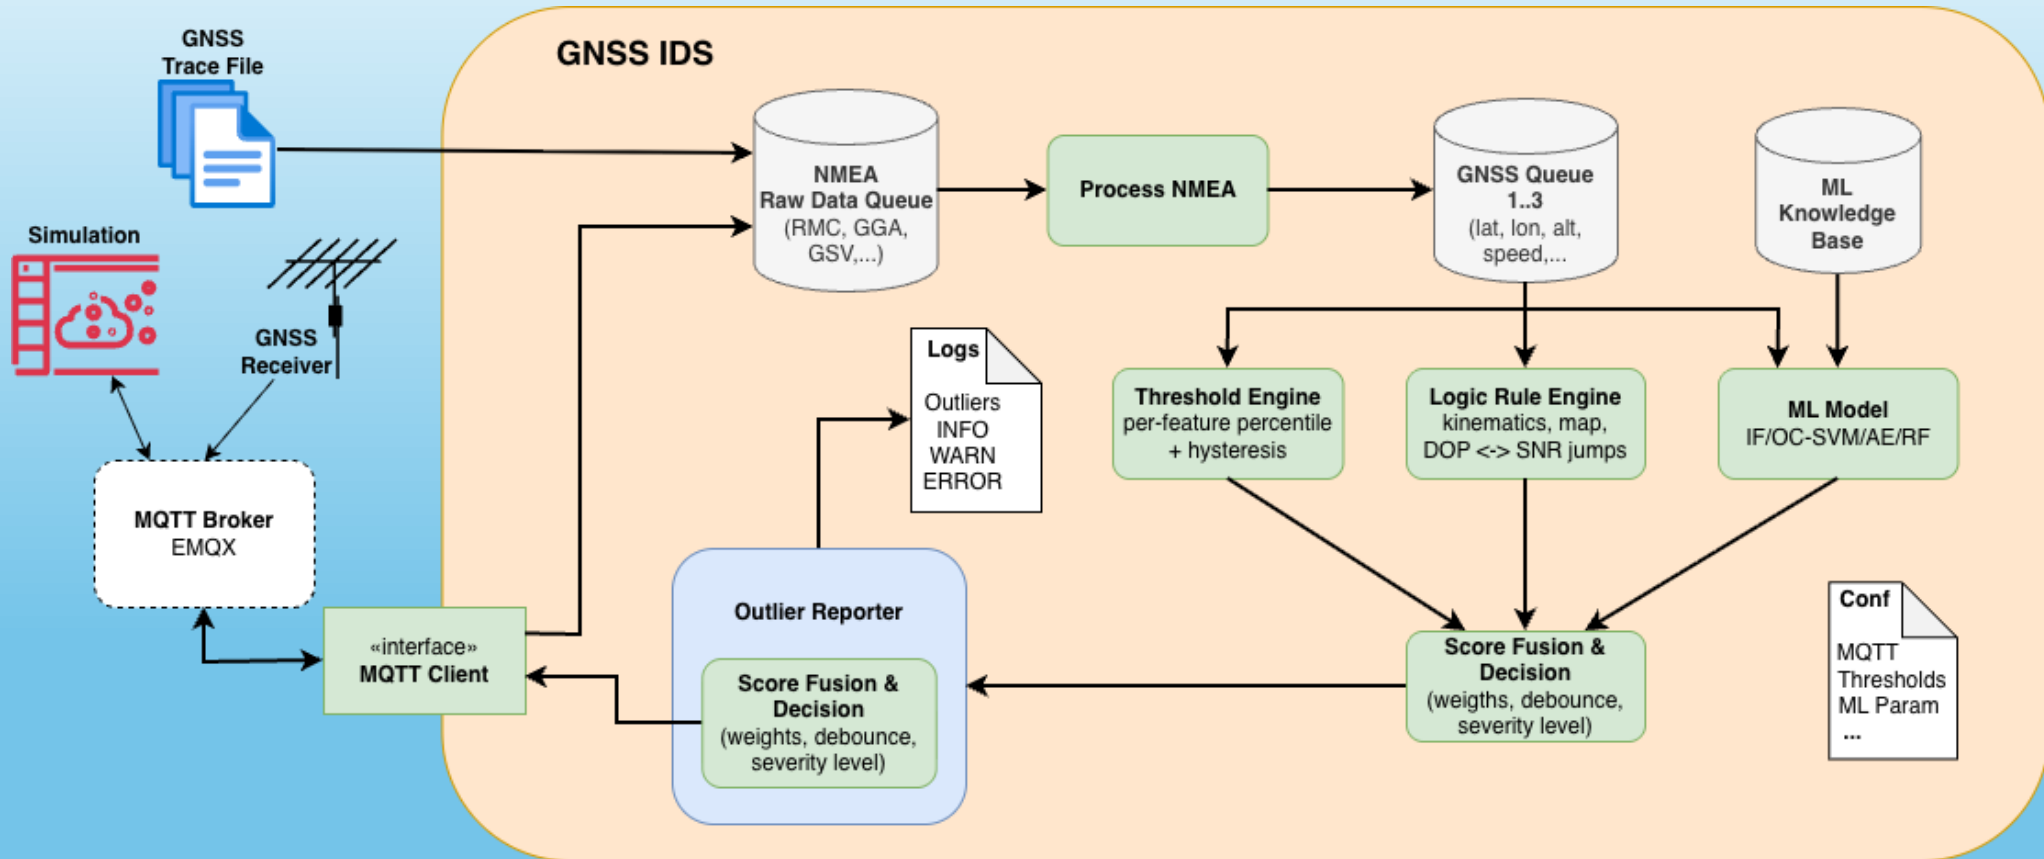 GNSS
Trace File
GNSS IDS
NMEA
Raw Data Queue
(RMC, GGA,
GSV,...)
Process NMEA
GNSS Queue
1..3
(lat, lon, alt,
speed,...
ML
Knowledge
Base
Simulation
GNSS
Receiver
Logs
Outliers
INFO
WARN
ERROR
Threshold Engine
per-feature percentile
+ hysteresis
Logic Rule Engine
kinematics, map,
DOP <-> SNR jumps
ML Model
IF/OC-SVM/AE/RF
MQTT Broker
EMQX
«interface»
MQTT Client
Outlier Reporter
Score Fusion &
Decision
(weights, debounce,
severity level)
Score Fusion &
Decision
(weigths, debounce,
severity level)
Conf
MQTT
Thresholds
ML Param
...